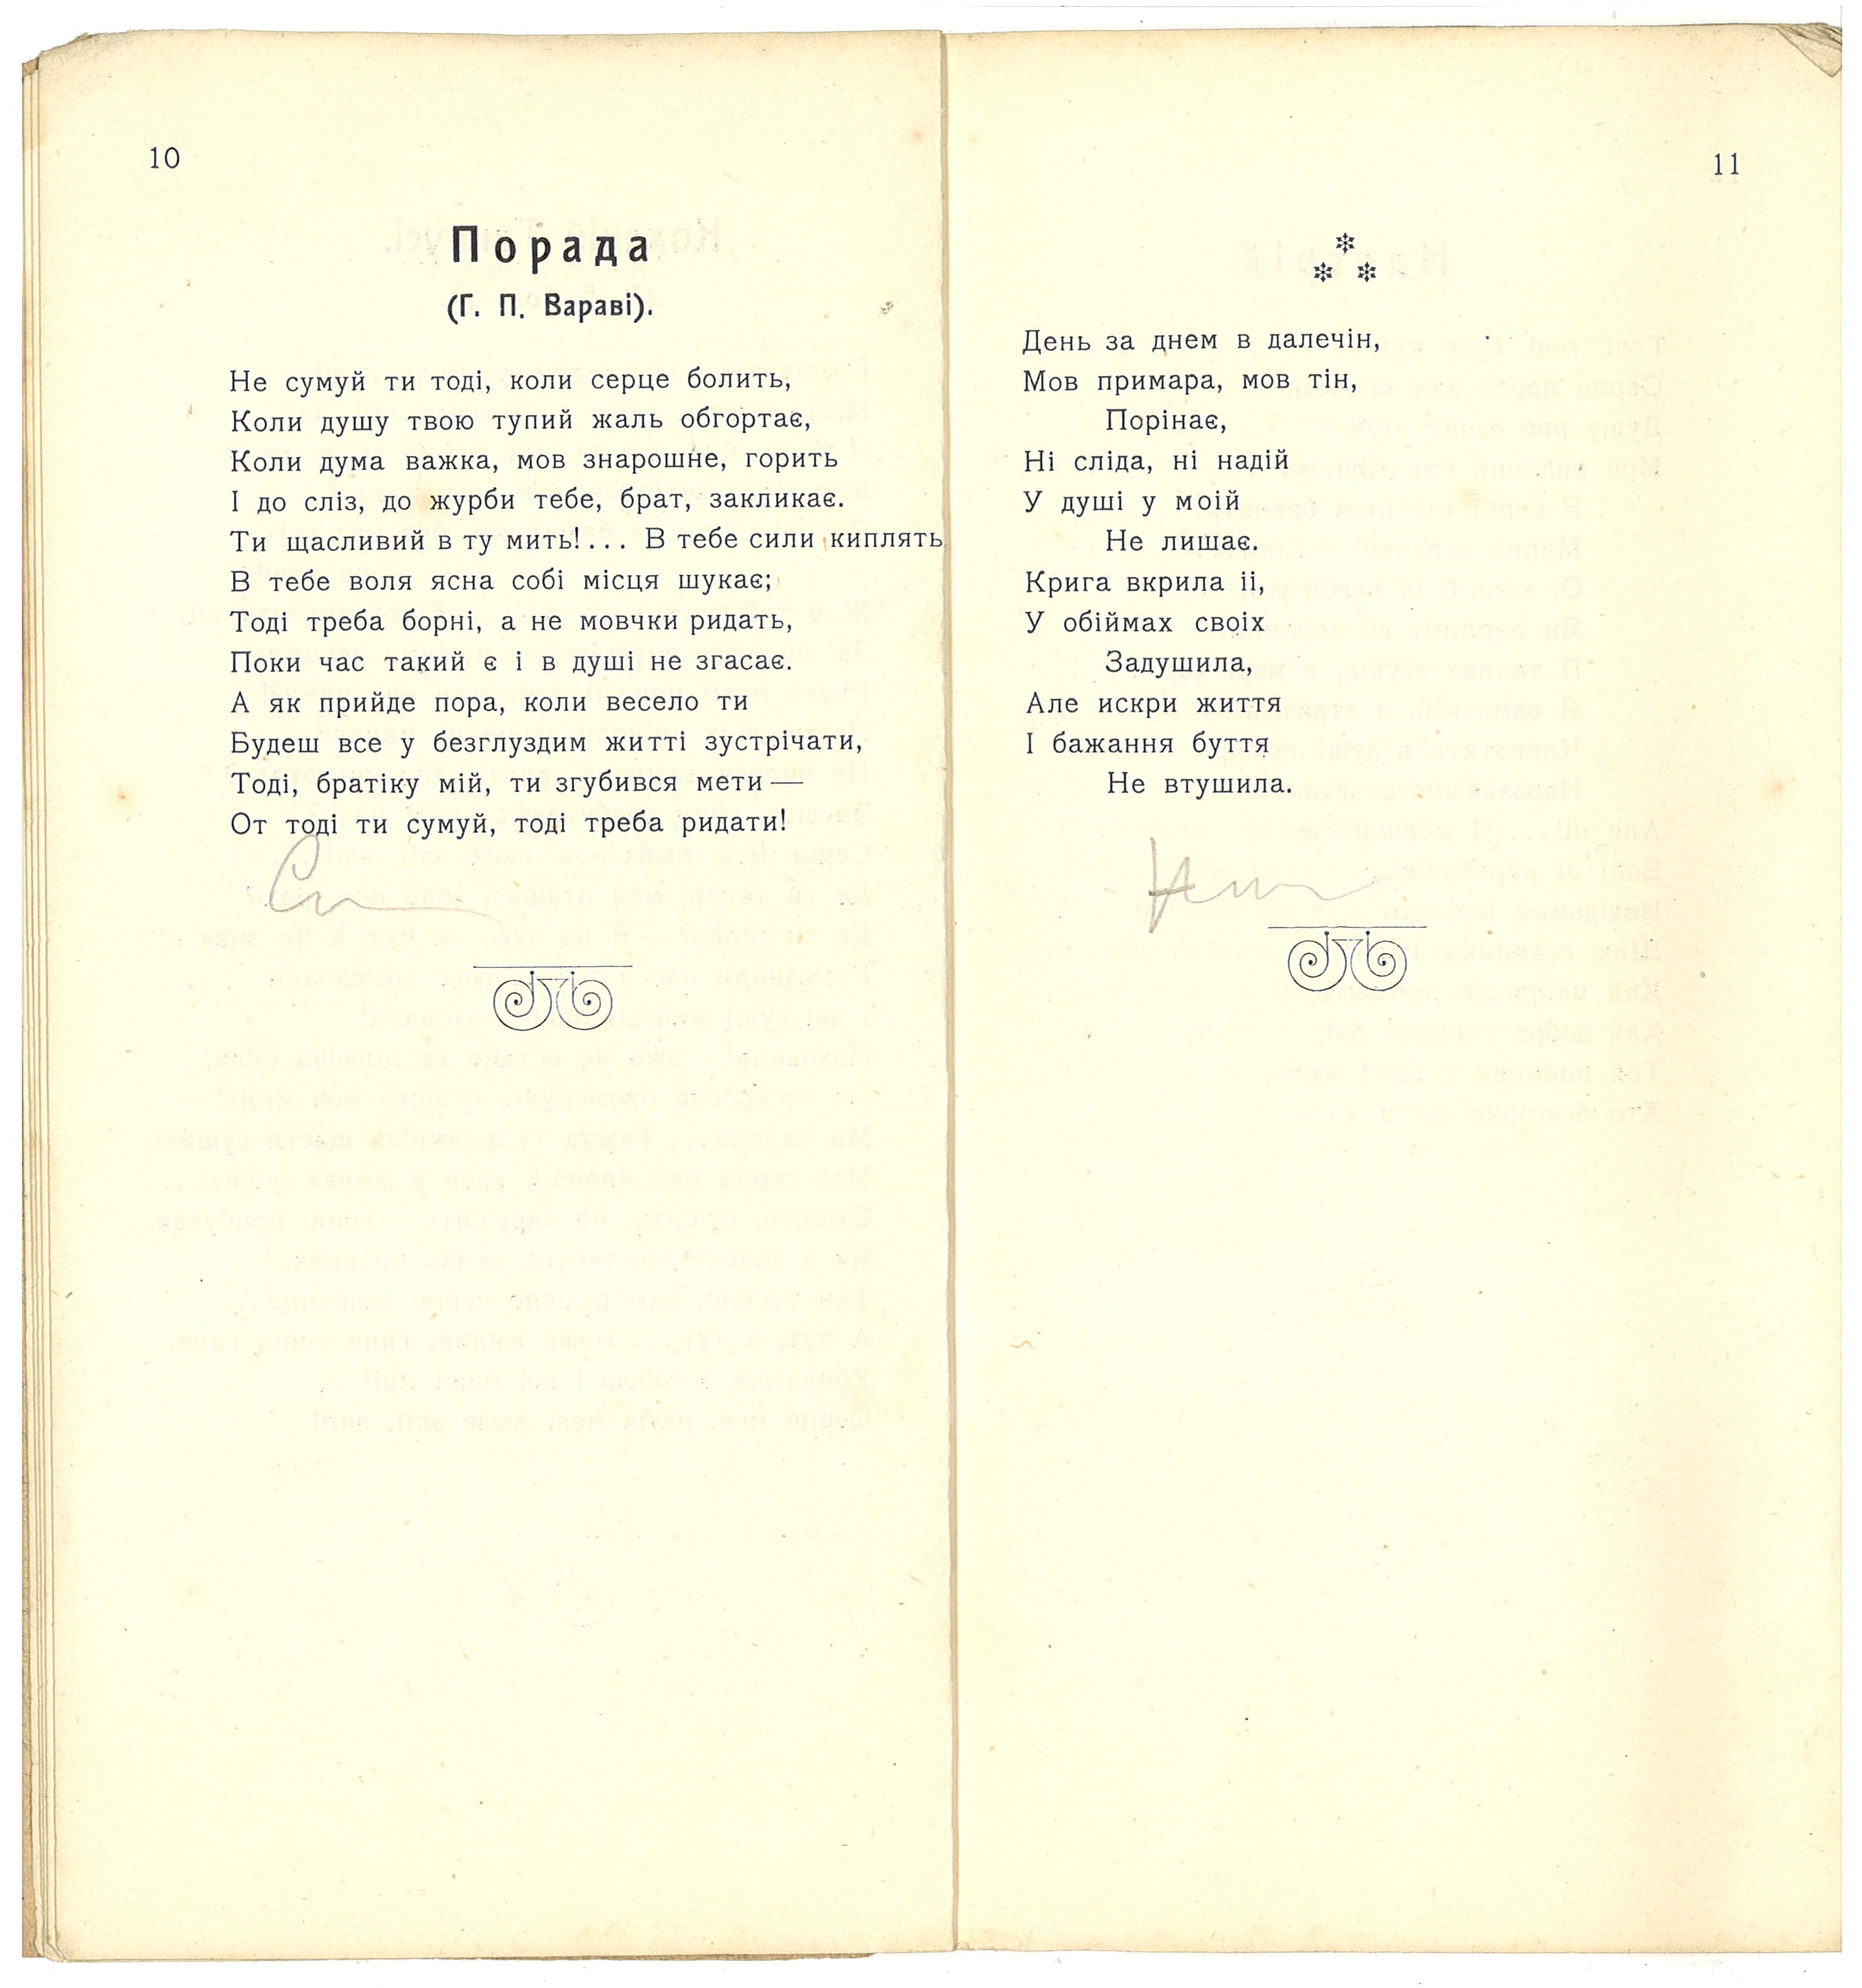 10
Порада
(Г. П. Вараві).
Не сумуй ти тоді, коли серце болить,
Коли душу твою тупий жаль обгортає,
Коли дума важка, мов знарошне, горить
І до сліз, до журби тебе, брат, закликає.
Ти щасливий в ту мить!... В тебе сили киплять,
В тебе воля ясна собі місця шукає;
Тоді треба борні, а не мовчки ридать,
Поки час такий є і в душі не згасає.
А як прийде пора, коли весело ти
Будеш все у безглуздим житті зустрічати,
Тоді, братіку мій, ти згубився мети —
От тоді ти сумуй, тоді треба ридати!
11
День за днем в далечін,
Мов примара, мов тін,
Порінає,
Ні сліда, ні надій
У душі у моій
Не лишає.
Крига вкрила іі,
У обіймах своіх
Задушила,
Але искри життя
І бажання буття
Не втушила.